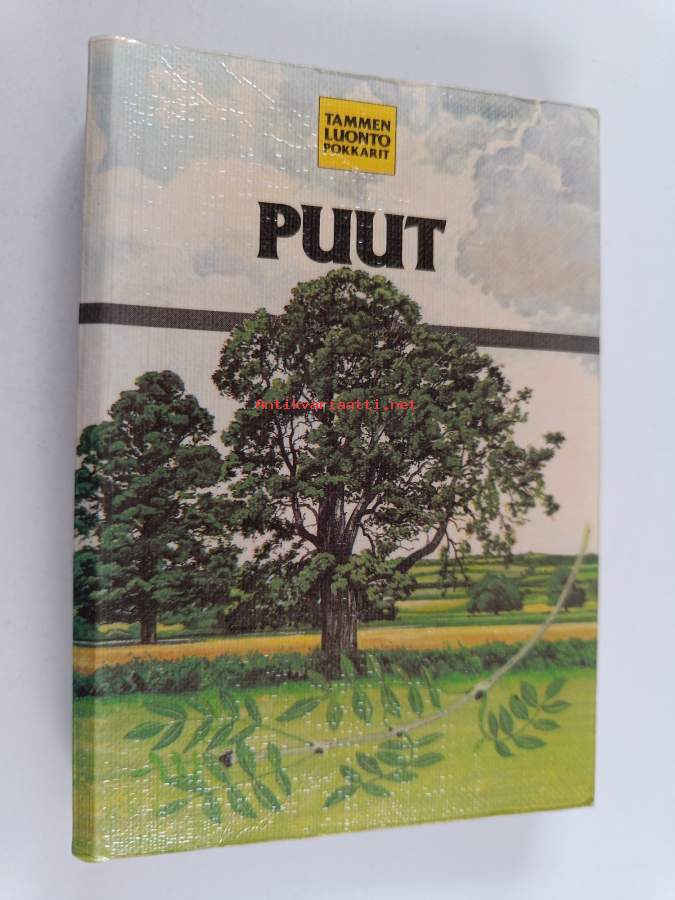 TAMMEN
LUONTO
POKKARIT
PUUT
Antikvariaatti.net